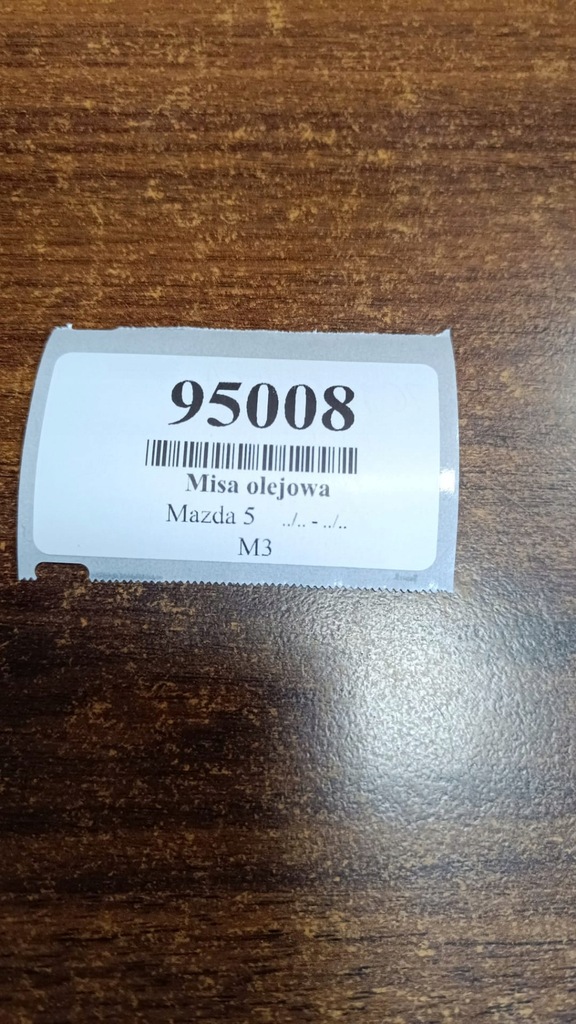 95008
Misa olejowa
Mazda 5 ../.. - ../..
M3